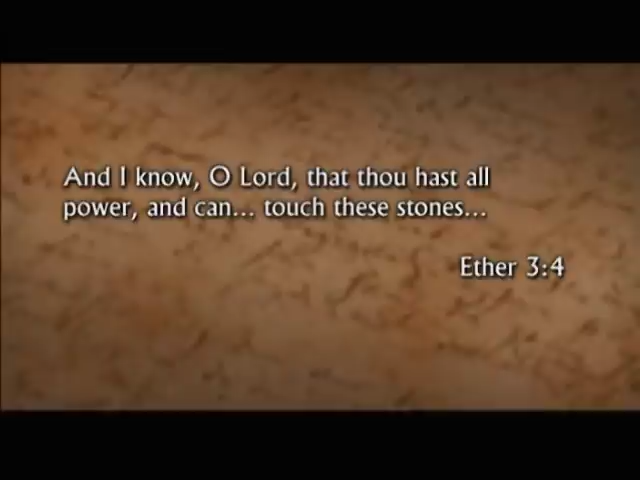 And I know, O Lord, that thou hast all
power, and can... touch these stones...
Ether 3:4